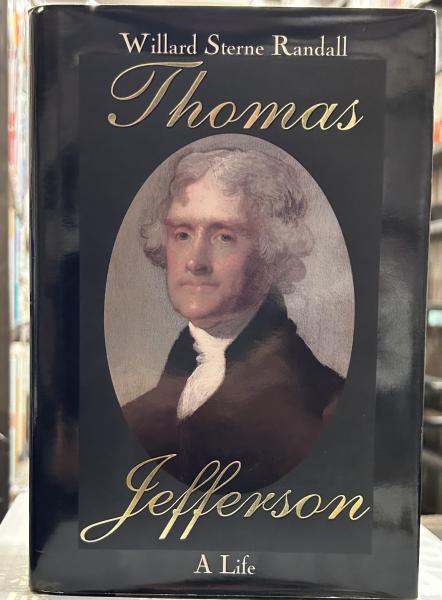 Willard Sterne Randall
Thomas
Jefferson
A Life